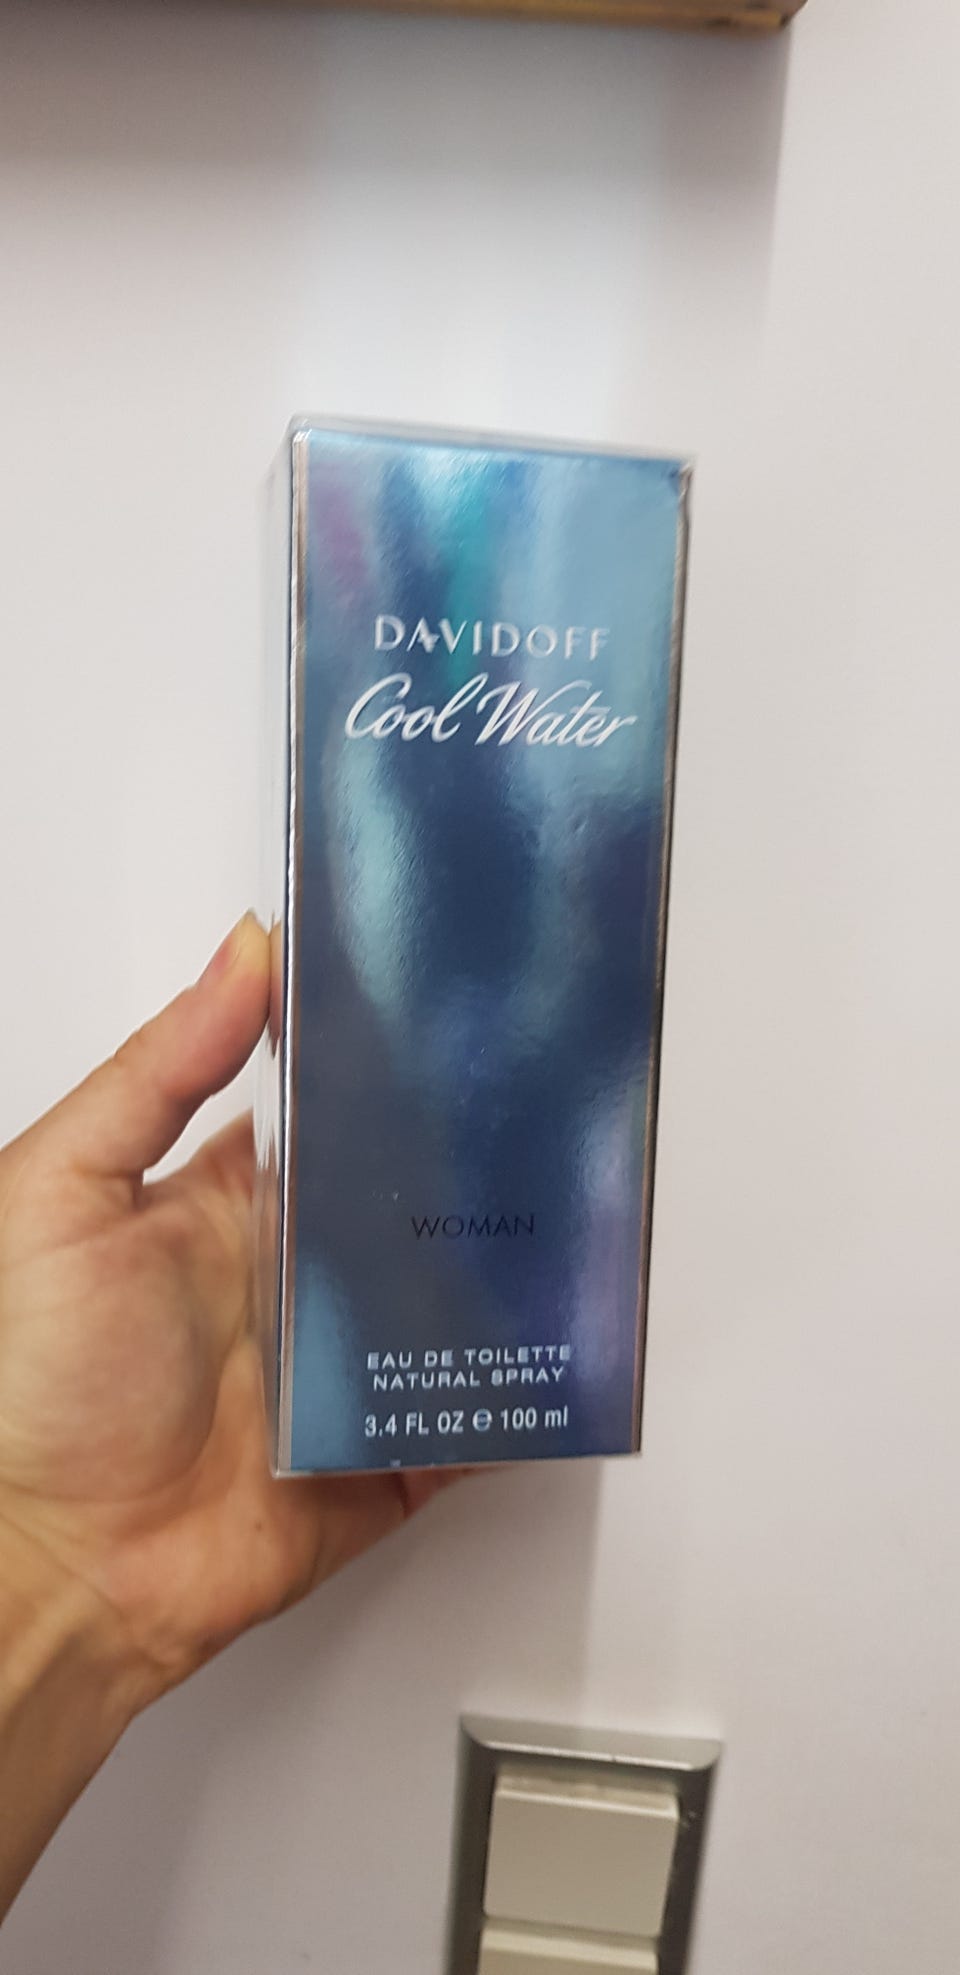 DAVIDOFF
Cool Water
WOMAN
EAU DE TOILETTE
NATURAL SPRAY
3.4 FL OZ ℮ 100 ml